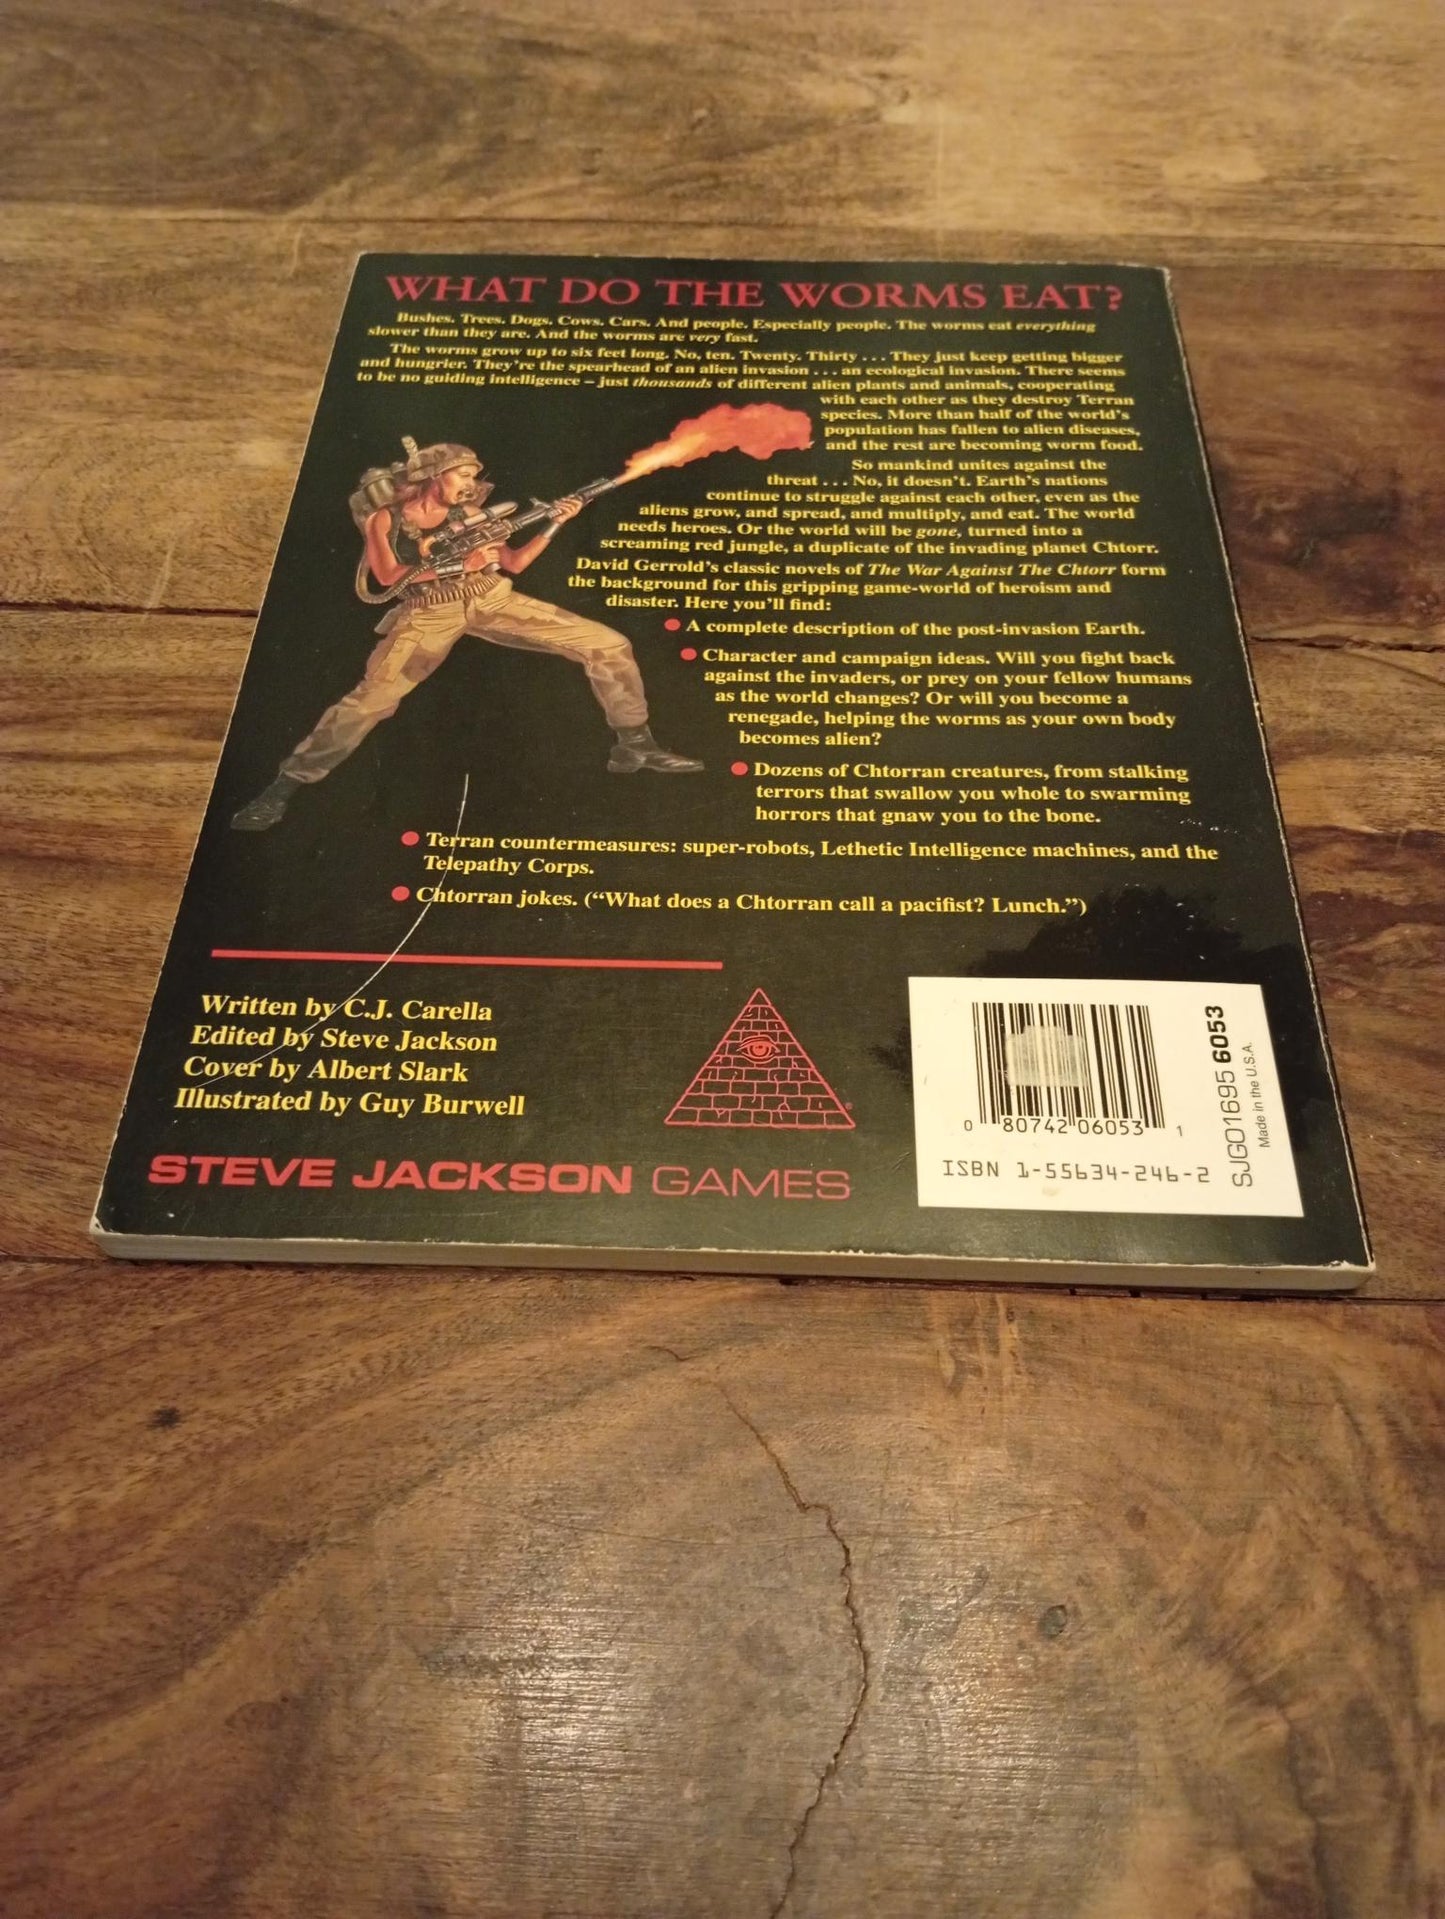 WHAT DO THE WORMS EAT?
Bushes. Trees. Dogs. Cows. Cars. And people. Especially people. The worms eat everything
slower than they are. And the worms are very fast.
The worms grow up to six feet long. No, ten. Twenty. Thirty . . . They just keep getting bigger
and hungrier. They're the spearhead of an alien invasion . . . an ecological invasion. There seems
to be no guiding intelligence – just thousands of different alien plants and animals, cooperating
with each other as they destroy Terran
species. More than half of the world's
population has fallen to alien diseases,
and the rest are becoming worm food.
So mankind unites against the
threat . . . No, it doesn't. Earth's nations
continue to struggle against each other, even as the
aliens grow, and spread, and multiply, and eat. The world
needs heroes. Or the world will be gone, turned into a
screaming red jungle, a duplicate of the invading planet Chtorr.
David Gerrold's classic novels of The War Against The Chtorr form
the background for this gripping game-world of heroism and
disaster. Here you'll find:
● A complete description of the post-invasion Earth.
● Character and campaign ideas. Will you fight back
against the invaders, or prey on your fellow humans
as the world changes? Or will you become a
renegade, helping the worms as your own body
becomes alien?
● Dozens of Chtorran creatures, from stalking
terrors that swallow you whole to swarming
horrors that gnaw you to the bone.
● Terran countermeasures: super-robots, Lethetic Intelligence machines, and the
Telepathy Corps.
● Chtorran jokes. ("What does a Chtorran call a pacifist? Lunch.")
Written by C.J. Carella
Edited by Steve Jackson
Cover by Albert Slark
Illustrated by Guy Burwell
®
STEVE JACKSON GAMES
0 80742 06053 1
ISBN 1-55634-246-2
SJG01695 6053
Made in the U.S.A.